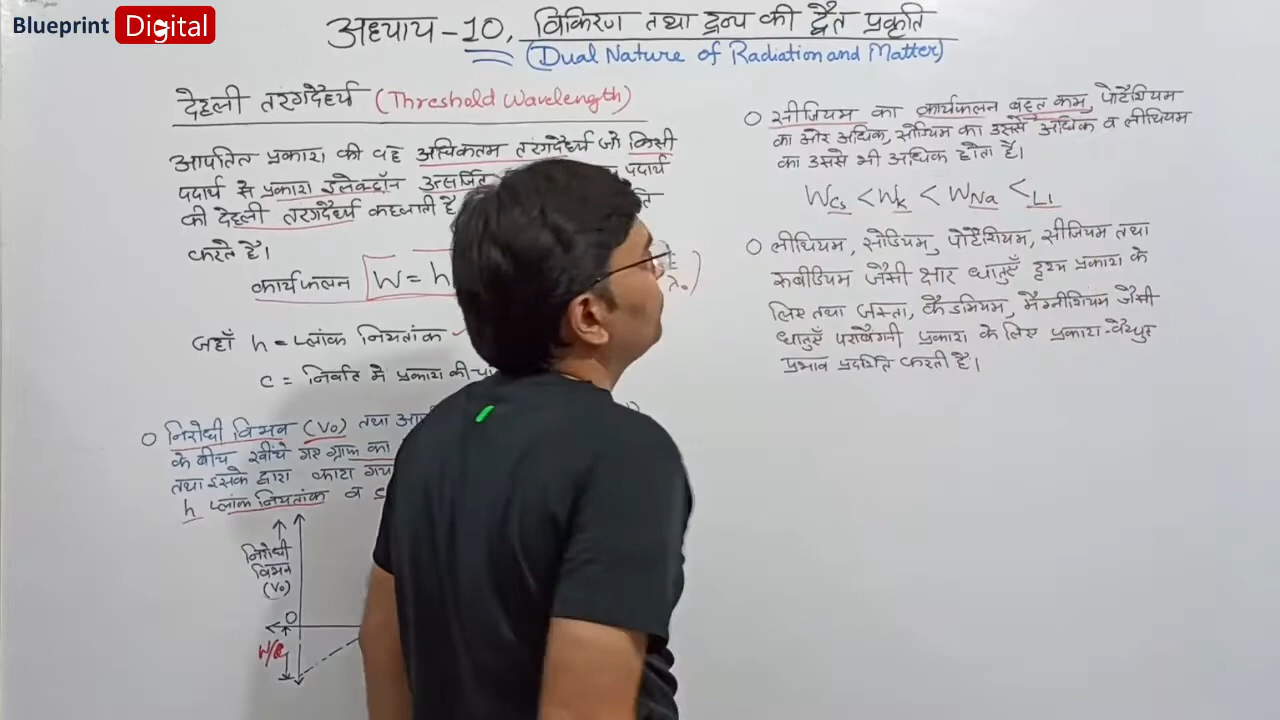 Blueprint Digital
अध्याय-10, विकिरण तथा द्रव्य की द्वैत प्रकृति
(Dual Nature of Radiation and Matter)
देहली तरंगदैर्ध्य (Threshold Wavelength)
आपतित प्रकाश की वह अधिकतम तरंगदैर्ध्य जो किसी
पदार्थ से प्रकाश इलेक्ट्रॉन उत्सर्जित पदार्थ
की देहली तरंगदैर्ध्य कहलाती है
करते है।
कार्यफलन W = h
λ₀)
जहाँ h = प्लांक नियतांक
c = निर्वात में प्रकाश की
निरोधी विभव (V₀) तथा
के बीच खींचे गए ग्राफ का
तथा इसके द्वारा काटा गया
h प्लांक नियतांक व
निरोधी
विभव
(V₀)
O
W/e
○ सीजियम का कार्यफलन बहुत कम, पोटैशियम
का और अधिक, सोडियम का उससे अधिक व लीथियम
का उससे भी अधिक होता है।
W_Cs < W_K < W_Na < _Li
○ लीथियम, सोडियम, पोटैशियम, सीजियम तथा
रूबीडियम जैसी क्षार धातुएँ दृश्य प्रकाश के
लिए तथा जस्ता, कैडमियम, मैग्नीशियम जैसी
धातुएँ पराबैंगनी प्रकाश के लिए प्रकाश-वैद्युत
प्रभाव प्रदर्शित करती हैं।